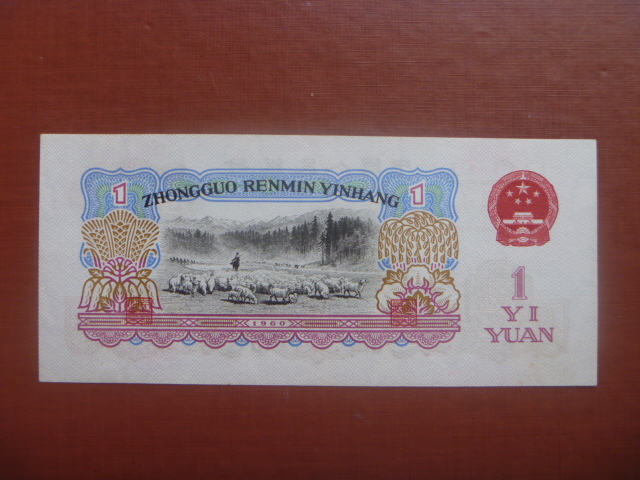 1 ZHONGGUO RENMIN YINHANG 1
1960
1
YI
YUAN